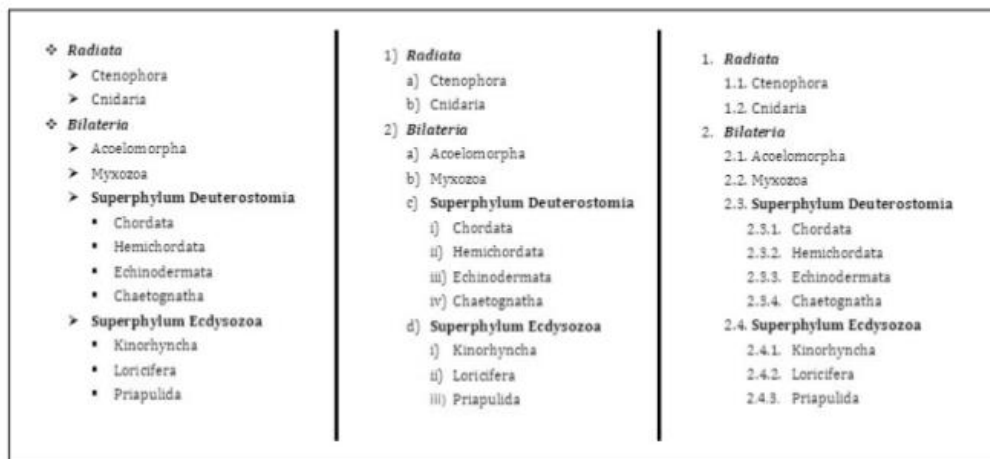 ❖ Radiata
➤ Ctenophora
➤ Cnidaria
❖ Bilateria
➤ Acoelomorpha
➤ Myxozoa
➤ Superphylum Deuterostomia
▪ Chordata
▪ Hemichordata
▪ Echinodermata
▪ Chaetognatha
➤ Superphylum Ecdysozoa
▪ Kinorhyncha
▪ Loricifera
▪ Priapulida
1) Radiata
a) Ctenophora
b) Cnidaria
2) Bilateria
a) Acoelomorpha
b) Myxozoa
c) Superphylum Deuterostomia
i) Chordata
ii) Hemichordata
iii) Echinodermata
iv) Chaetognatha
d) Superphylum Ecdysozoa
i) Kinorhyncha
ii) Loricifera
iii) Priapulida
1. Radiata
1.1. Ctenophora
1.2. Cnidaria
2. Bilateria
2.1. Acoelomorpha
2.2. Myxozoa
2.3. Superphylum Deuterostomia
2.3.1. Chordata
2.3.2. Hemichordata
2.3.3. Echinodermata
2.3.4. Chaetognatha
2.4. Superphylum Ecdysozoa
2.4.1. Kinorhyncha
2.4.2. Loricifera
2.4.3. Priapulida